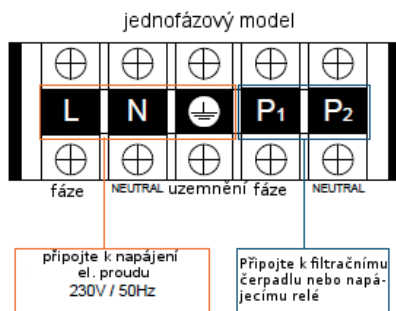 jednofázový model
L N P1 P2
fáze NEUTRAL uzemnění fáze NEUTRAL
připojte k napájení
el. proudu
230V / 50Hz
Připojte k filtračnímu
čerpadlu nebo napá-
jecímu relé